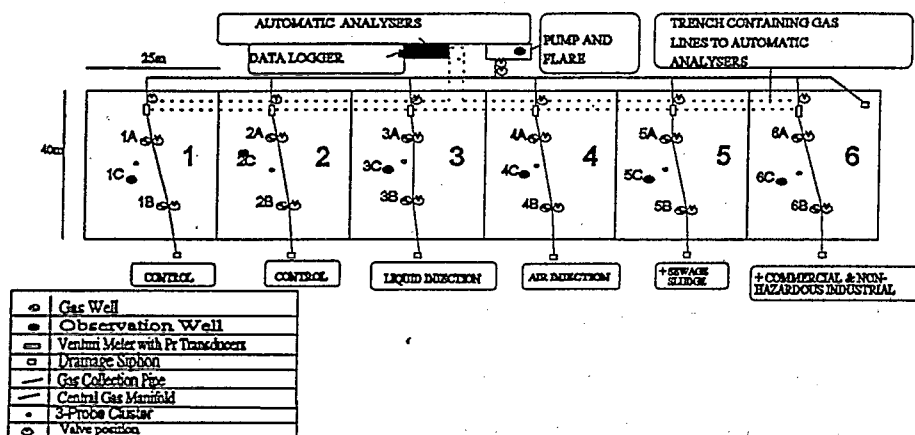 AUTOMATIC ANALYSERS
DATA LOGGER
PUMP AND
FLARE
TRENCH CONTAINING GAS
LINES TO AUTOMATIC
ANALYSERS
25m
40m
1A
1
1C
1B
2A
2C
2
2B
3A
3C
3
3B
4A
4C
4
4B
5A
5C
5
5B
6A
6C
6
6B
CONTROL
CONTROL
LIQUID INJECTION
AIR INJECTION
+SEWAGE
SLUDGE
+COMMERCIAL & NON-
HAZARDOUS INDUSTRIAL
Gas Well
Observation Well
Venturi Meter with Pr Transducers
Drainage Siphon
Gas Collection Pipe
Central Gas Manifold
3-Probe Cluster
Valve position